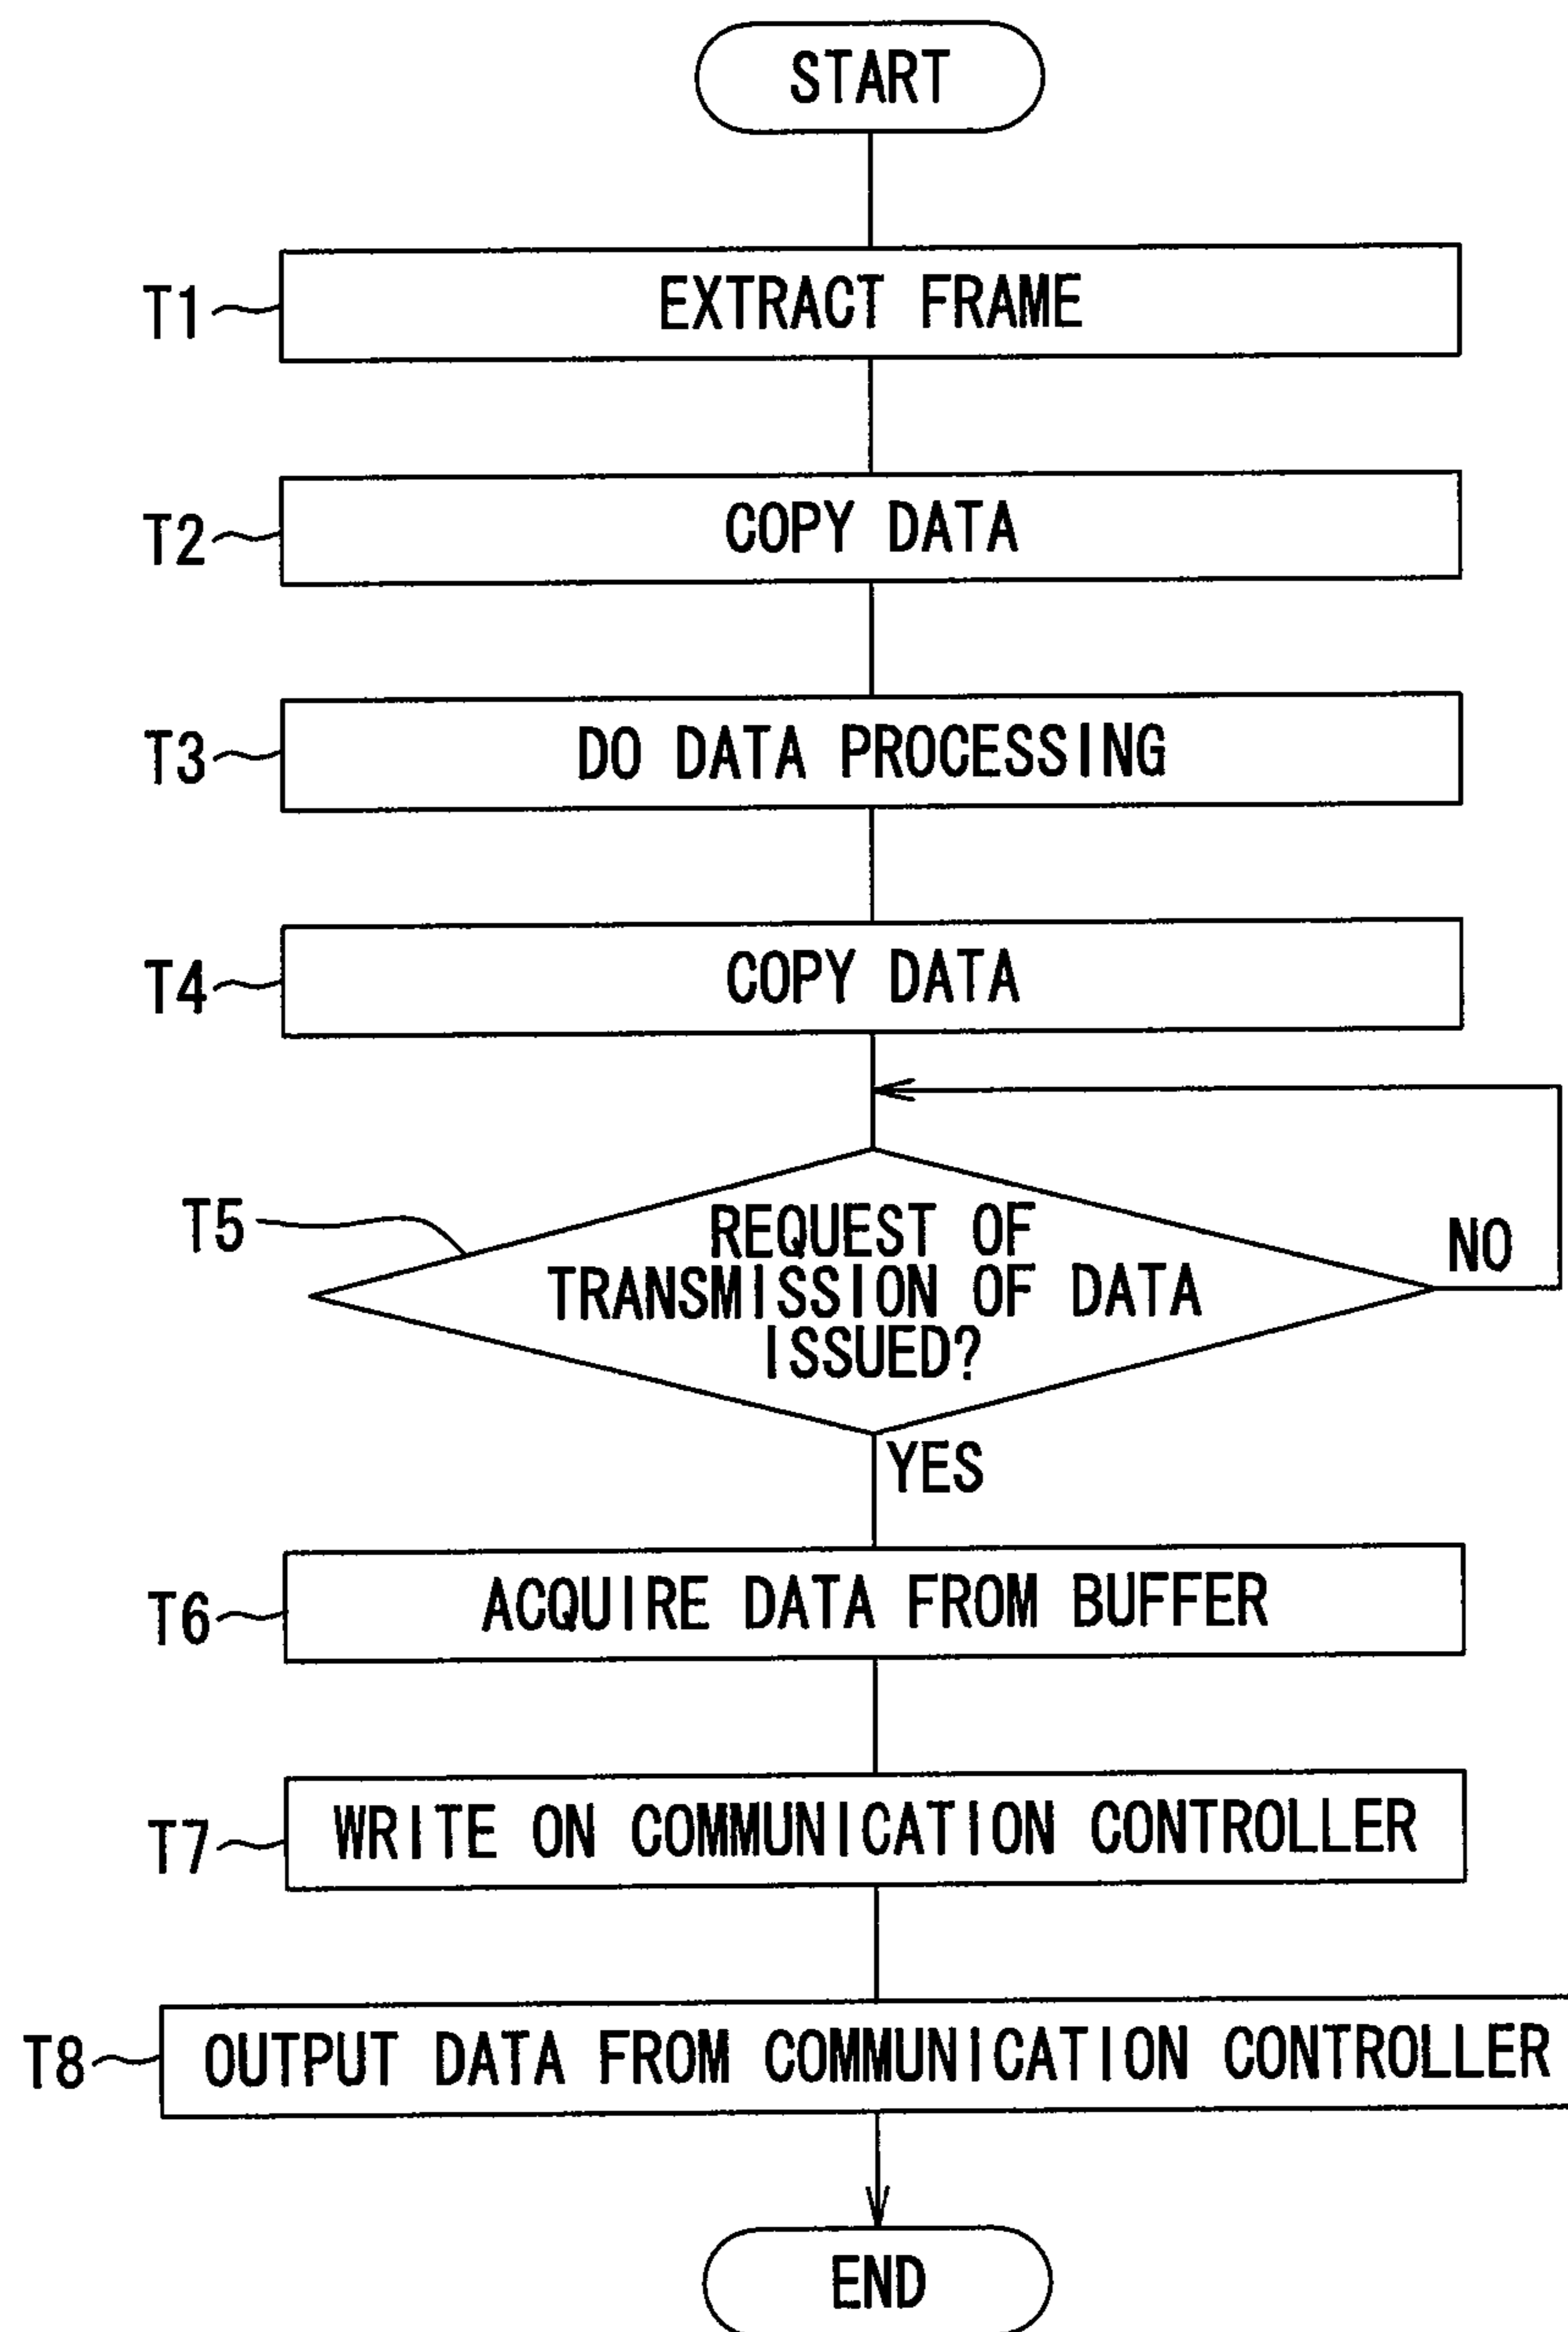 START
T1
EXTRACT FRAME
T2
COPY DATA
T3
DO DATA PROCESSING
T4
COPY DATA
T5
REQUEST OF
TRANSMISSION OF DATA
ISSUED?
NO
YES
T6
ACQUIRE DATA FROM BUFFER
T7
WRITE ON COMMUNICATION CONTROLLER
T8
OUTPUT DATA FROM COMMUNICATION CONTROLLER
END